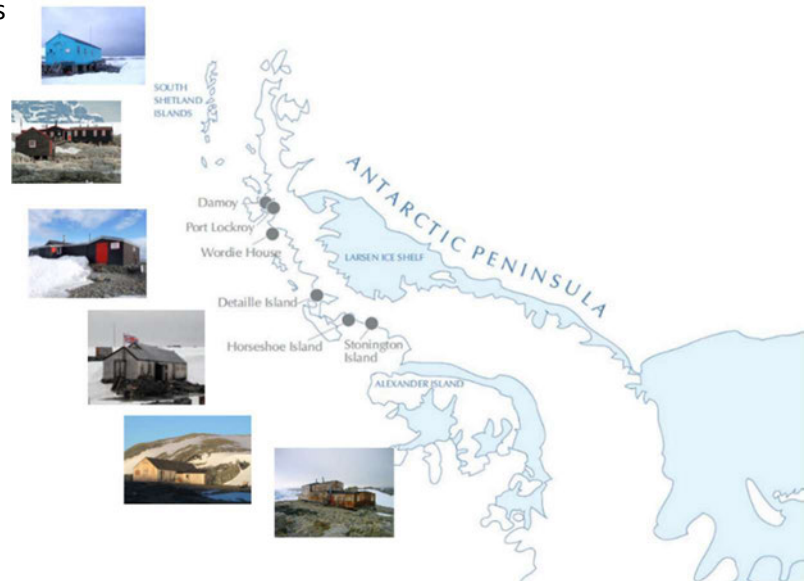 s
SOUTH
SHETLAND
ISLANDS
ANTARCTIC PENINSULA
Damoy
Port Lockroy
Wordie House
LARSEN ICE SHELF
Detaille Island
Horseshoe Island
Stonington
Island
ALEXANDER ISLAND